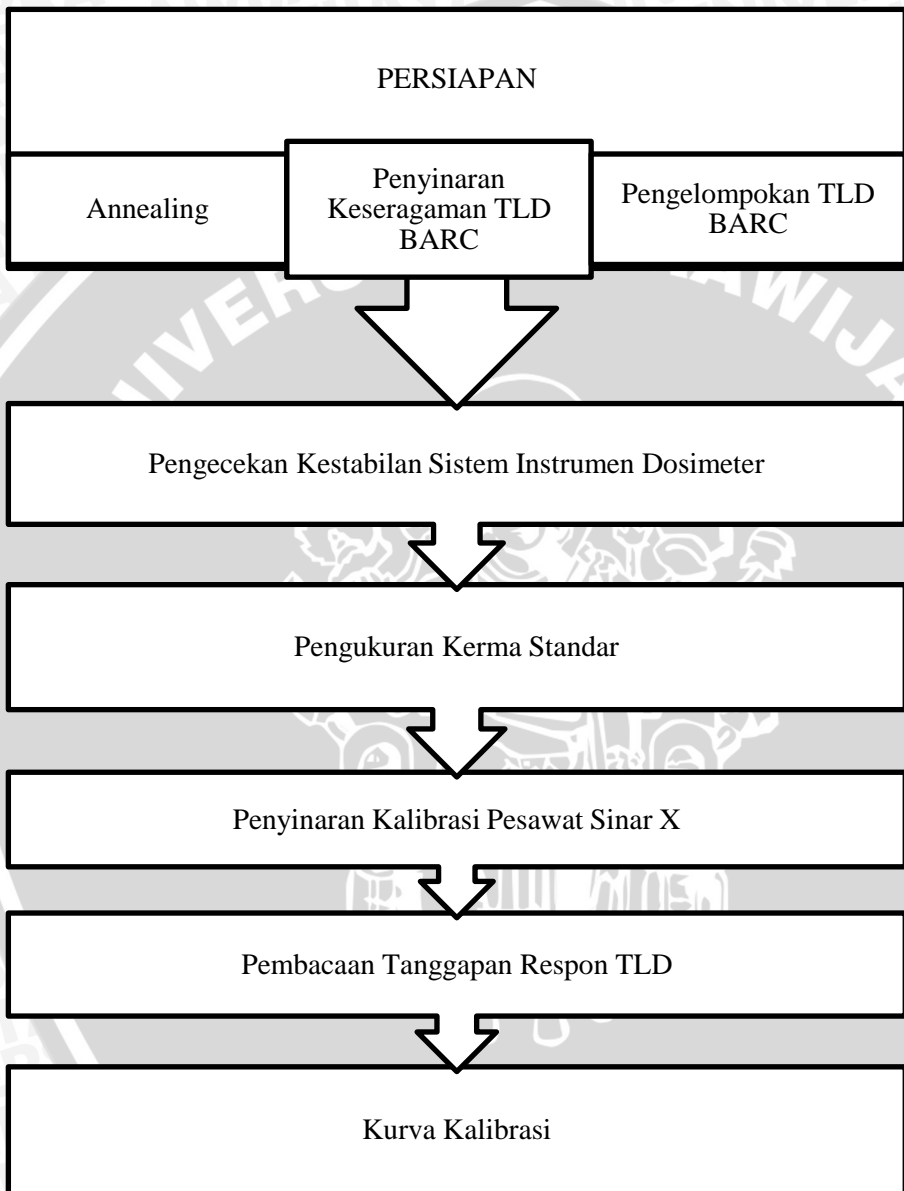 PERSIAPAN
Annealing
Penyinaran
Keseragaman TLD
BARC
Pengelompokan TLD
BARC
Pengecekan Kestabilan Sistem Instrumen Dosimeter
Pengukuran Kerma Standar
Penyinaran Kalibrasi Pesawat Sinar X
Pembacaan Tanggapan Respon TLD
Kurva Kalibrasi